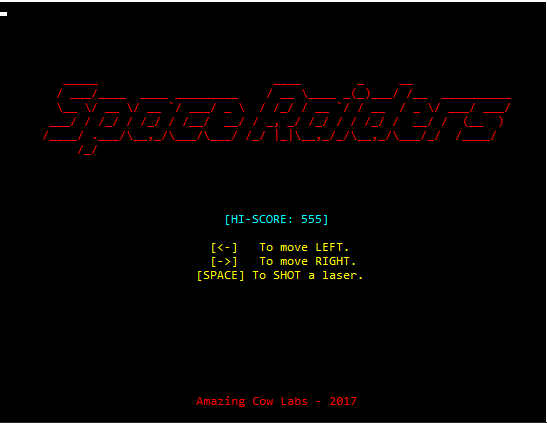 Space Raiders
[HI-SCORE: 555]
[<-] To move LEFT.
[->] To move RIGHT.
[SPACE] To SHOT a laser.
Amazing Cow Labs - 2017